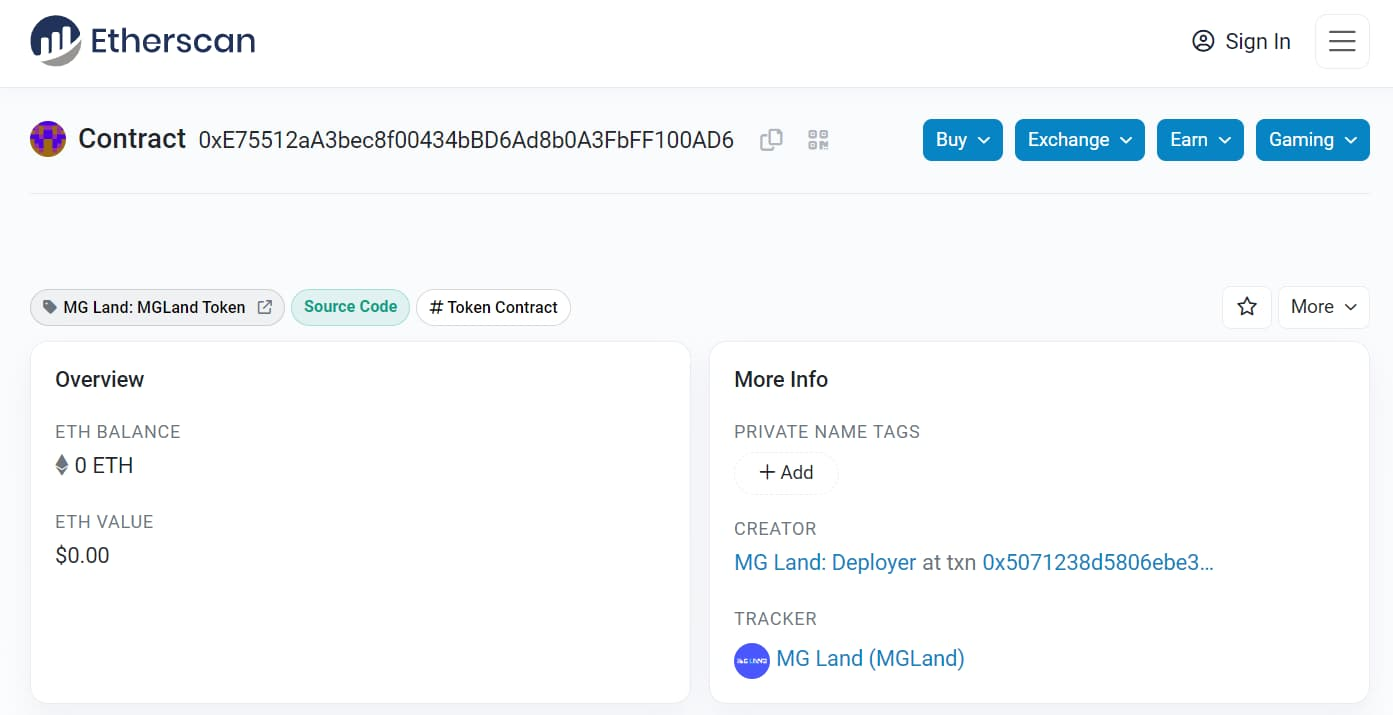 Etherscan
Sign In
Contract 0xE75512aA3bec8f00434bBD6Ad8b0A3FbFF100AD6
Buy Exchange Earn Gaming
MG Land: MGLand Token Source Code # Token Contract
More
Overview
ETH BALANCE
0 ETH
ETH VALUE
$0.00
More Info
PRIVATE NAME TAGS
+ Add
CREATOR
MG Land: Deployer at txn 0x5071238d5806ebe3...
TRACKER
MG Land (MGLand)